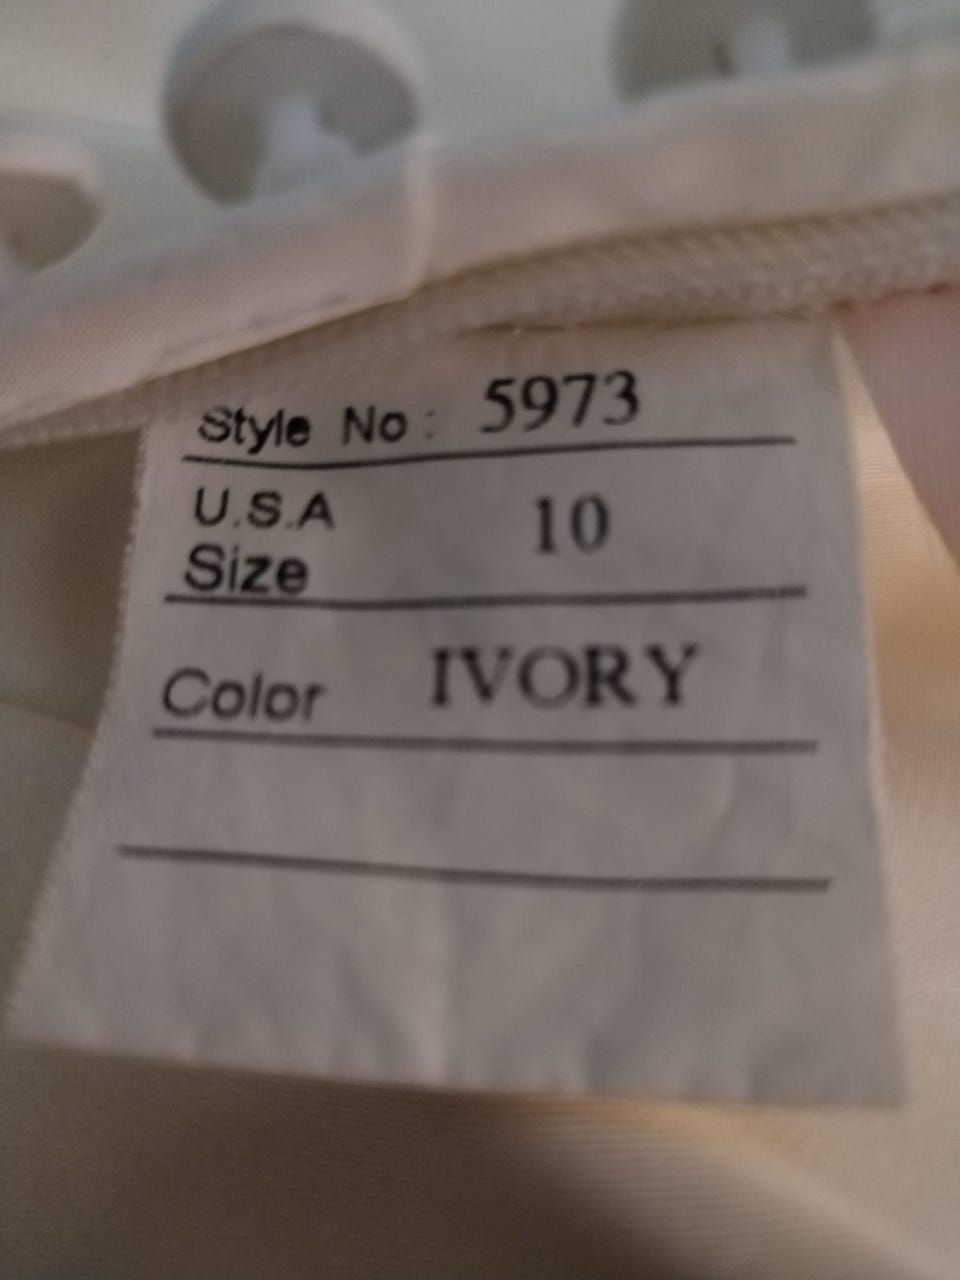 Style No: 5973
U.S.A 10
Size
Color IVORY